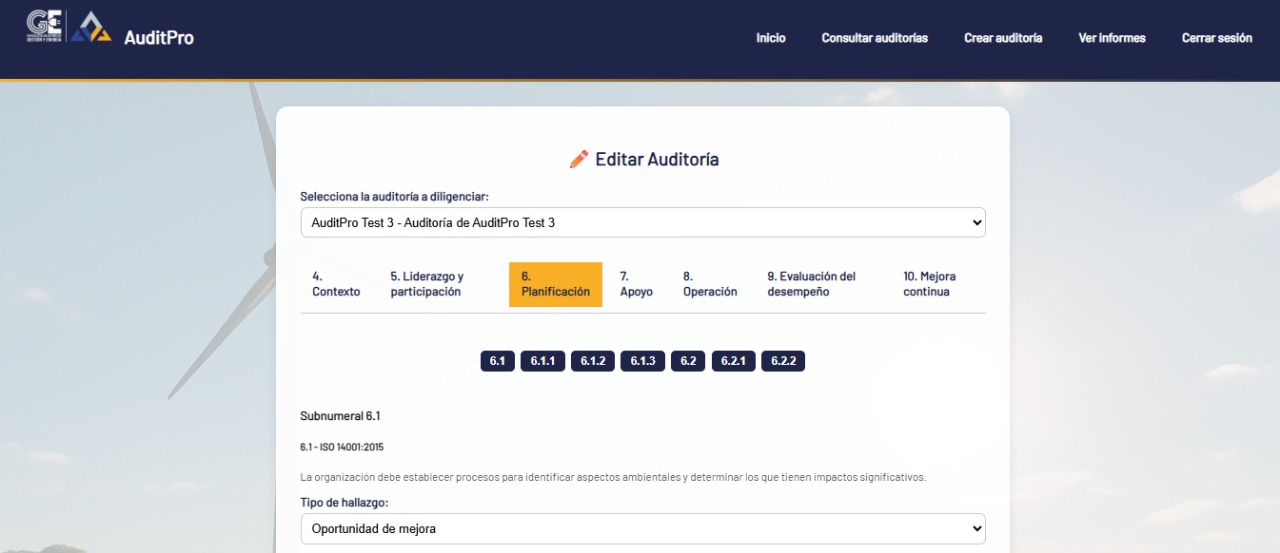 GE
AuditPro
Inicio
Consultar auditorías
Crear auditoría
Ver informes
Cerrar sesión
Editar Auditoría
Selecciona la auditoría a diligenciar:
AuditPro Test 3 - Auditoría de AuditPro Test 3
4.
Contexto
5. Liderazgo y
participación
6.
Planificación
7.
Apoyo
8.
Operación
9. Evaluación del
desempeño
10. Mejora
continua
6.1
6.1.1
6.1.2
6.1.3
6.2
6.2.1
6.2.2
Subnumeral 6.1
6.1 - ISO 14001:2015
La organización debe establecer procesos para identificar aspectos ambientales y determinar los que tienen impactos significativos.
Tipo de hallazgo:
Oportunidad de mejora